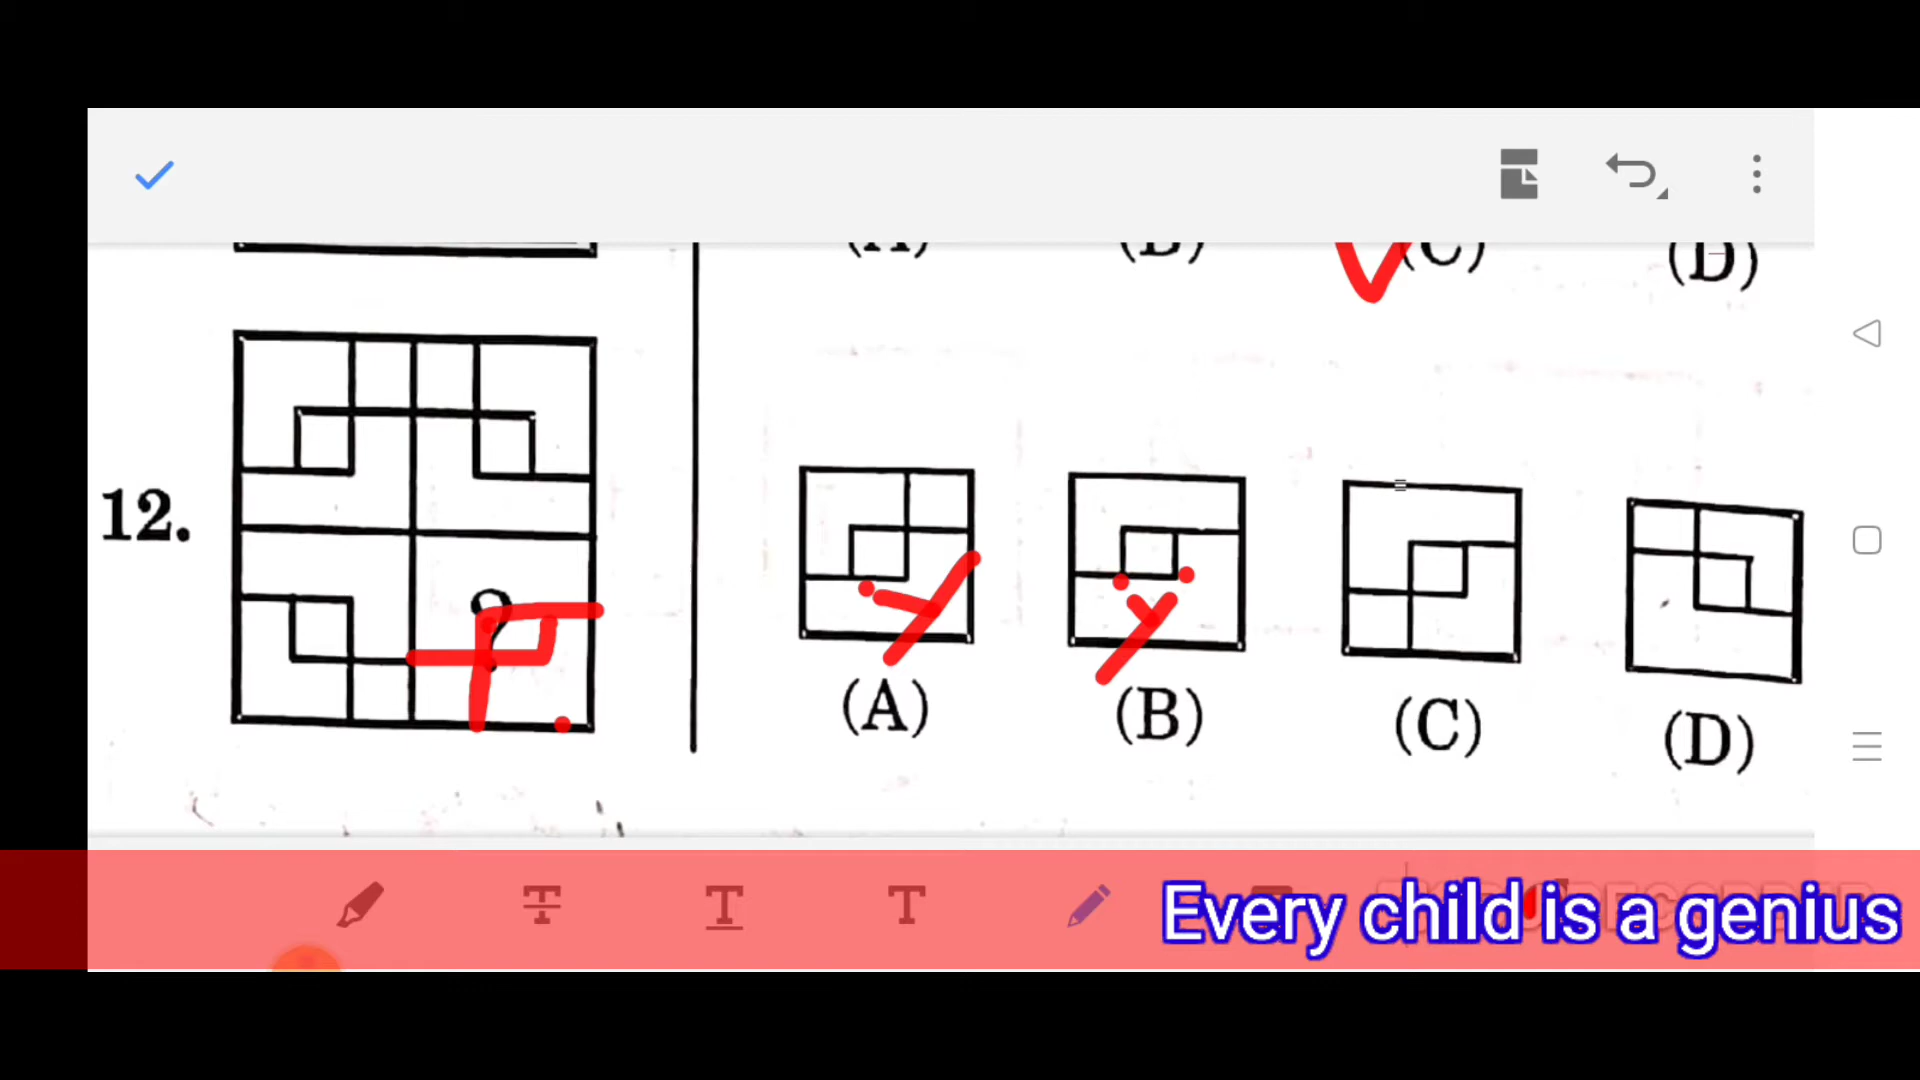 (A) (B) (C) (D)
12.
?
(A) (B) (C) (D)
T T T
Every child is a genius